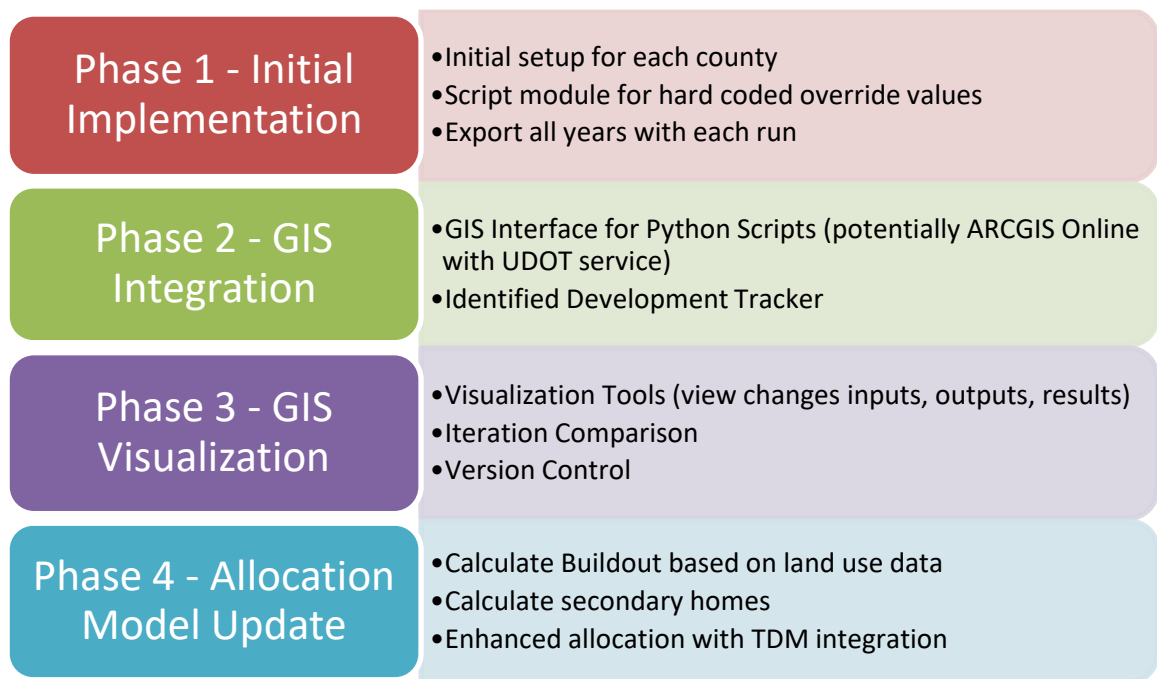 Phase 1 - Initial
Implementation
•Initial setup for each county
•Script module for hard coded override values
•Export all years with each run
Phase 2 - GIS
Integration
•GIS Interface for Python Scripts (potentially ARCGIS Online
with UDOT service)
•Identified Development Tracker
Phase 3 - GIS
Visualization
•Visualization Tools (view changes inputs, outputs, results)
•Iteration Comparison
•Version Control
Phase 4 - Allocation
Model Update
•Calculate Buildout based on land use data
•Calculate secondary homes
•Enhanced allocation with TDM integration